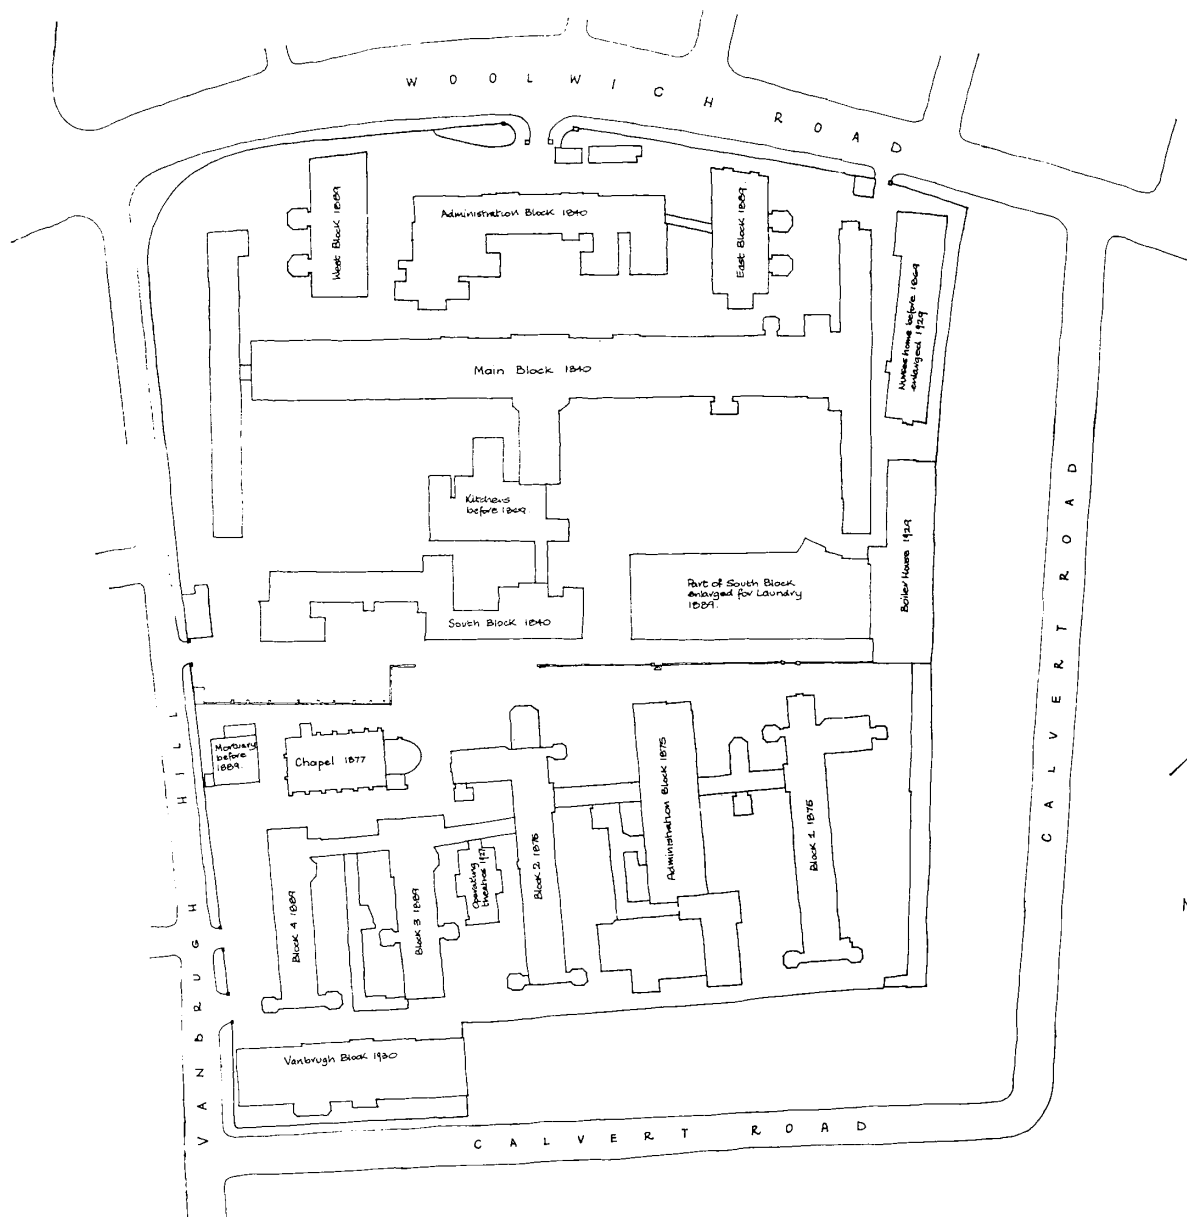 WOOLWICH ROAD
West Block 1889
Administration Block 1840
East Block 1889
Nurses home before 1869
enlarged 1929
Main Block 1840
Kitchens
before 1869
Part of South Block
enlarged for Laundry
1889.
Boiler House 1929
South Block 1840
CALVERT ROAD
VANBRUGH HILL
Mortuary
before
1889.
Chapel 1877
Block 4 1889
Block 3 1889
Operating
theatres 1927
Block 2 1875
Administration Block 1875
Block 1 1875
Vanbrugh Block 1930
CALVERT ROAD